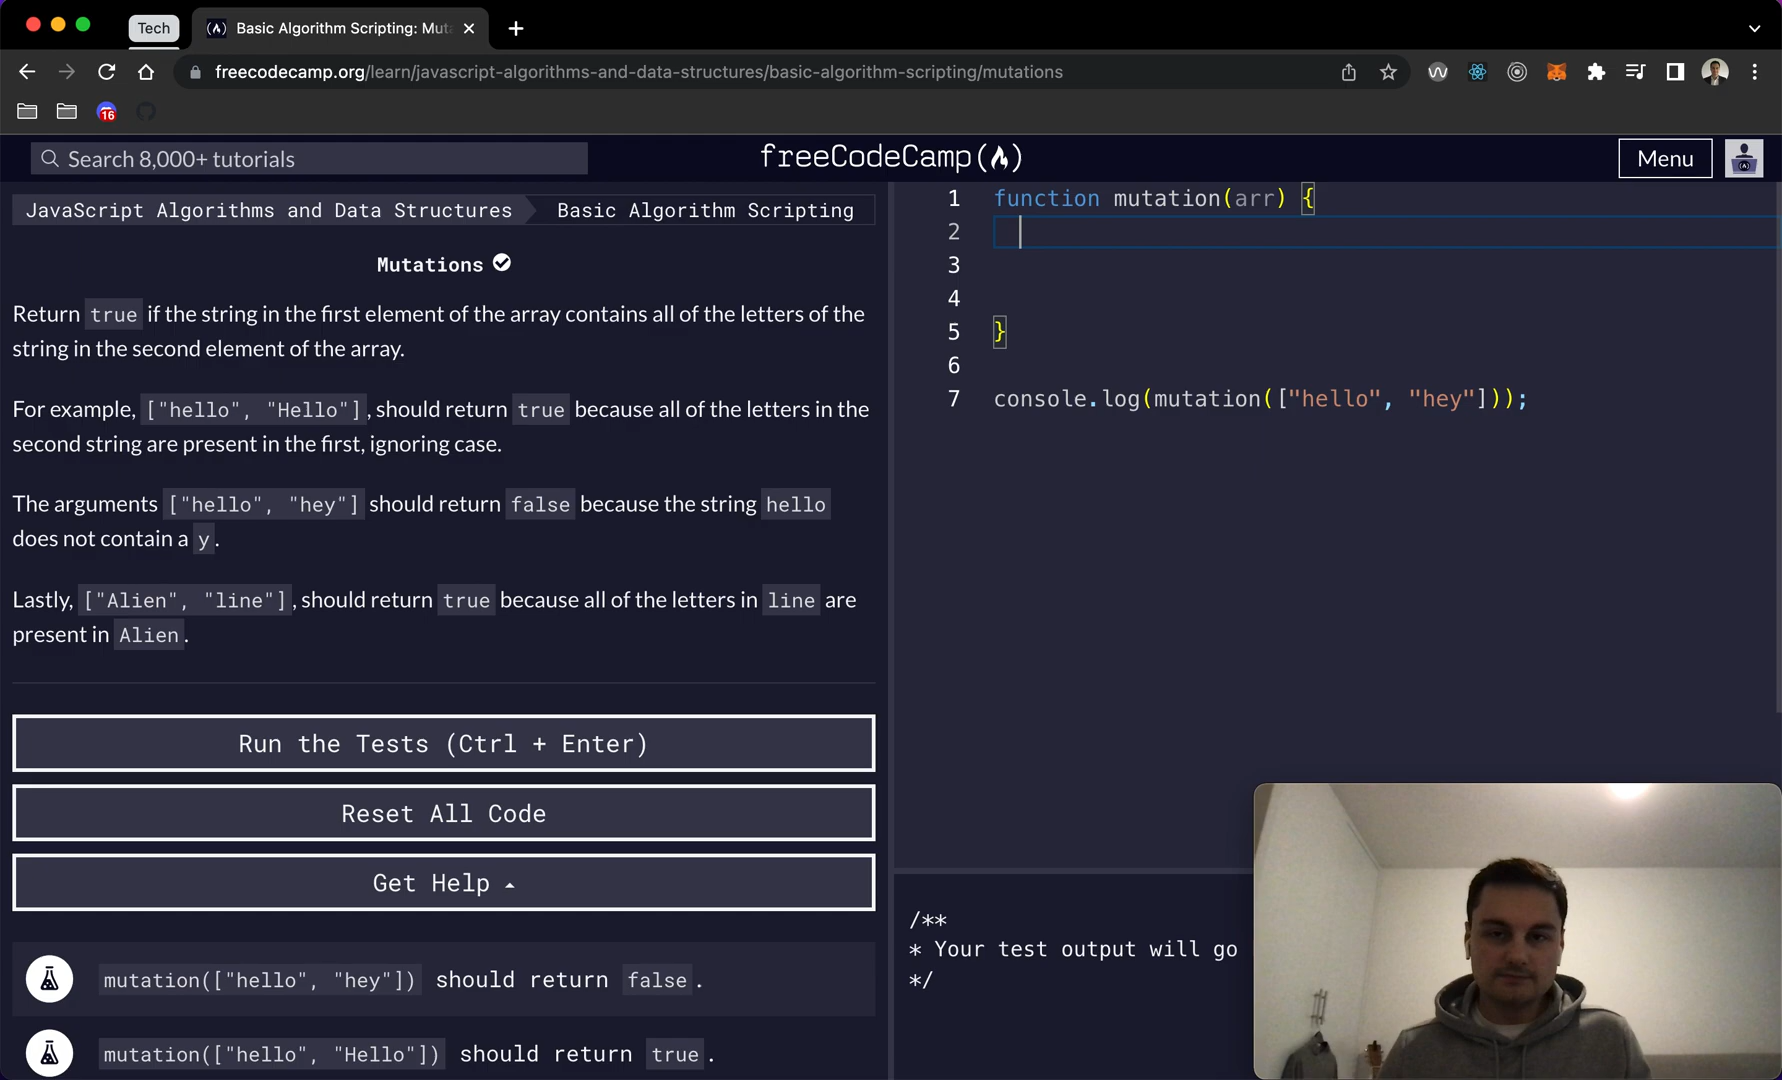 Tech
Basic Algorithm Scripting: Muta
freecodecamp.org/learn/javascript-algorithms-and-data-structures/basic-algorithm-scripting/mutations
16
Search 8,000+ tutorials
freeCodeCamp
Menu
JavaScript Algorithms and Data Structures
Basic Algorithm Scripting
Mutations
Return true if the string in the first element of the array contains all of the letters of the
string in the second element of the array.
For example, ["hello", "Hello"], should return true because all of the letters in the
second string are present in the first, ignoring case.
The arguments ["hello", "hey"] should return false because the string hello
does not contain a y.
Lastly, ["Alien", "line"], should return true because all of the letters in line are
present in Alien.
Run the Tests (Ctrl + Enter)
Reset All Code
Get Help
mutation(["hello", "hey"]) should return false.
mutation(["hello", "Hello"]) should return true.
1 function mutation(arr) {
2
3
4
5 }
6
7 console.log(mutation(["hello", "hey"]));
/**
* Your test output will go
*/